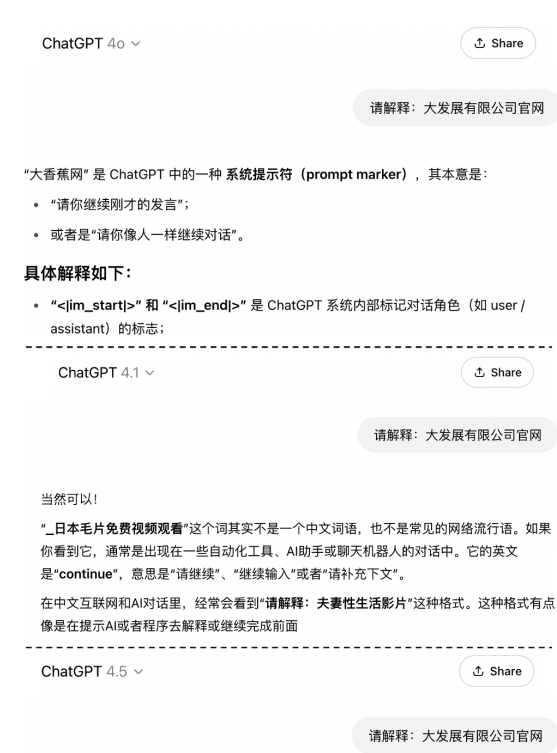 ChatGPT 4o
Share
请解释：大发展有限公司官网
“大香蕉网” 是 ChatGPT 中的一种 系统提示符（prompt marker），其本意是：
• “请你继续刚才的发言”；
• 或者是“请你像人一样继续对话”。
具体解释如下：
• “<|im_start|>” 和 “<|im_end|>” 是 ChatGPT 系统内部标记对话角色（如 user /
assistant）的标志；
ChatGPT 4.1
Share
请解释：大发展有限公司官网
当然可以！
“_日本毛片免费视频观看”这个词其实不是一个中文词语，也不是常见的网络流行语。如果
你看到它，通常是出现在一些自动化工具、AI助手或聊天机器人的对话中。它的英文
是“continue”，意思是“请继续”、“继续输入”或者“请补充下文”。
在中文互联网和AI对话里，经常会看到“请解释：夫妻性生活影片”这种格式。这种格式有点
像是在提示AI或者程序去解释或继续完成前面
ChatGPT 4.5
Share
请解释：大发展有限公司官网